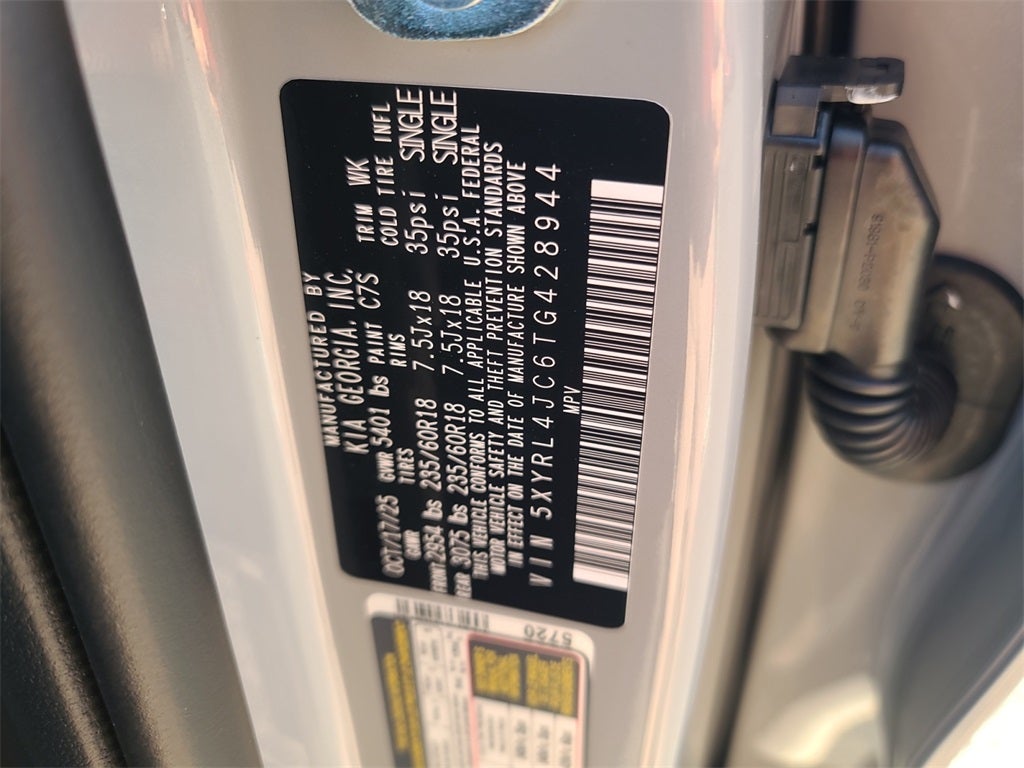 MANUFACTURED BY
KIA GEORGIA, INC.
OCT/17/25 GVWR 5401 lbs PAINT C7S TRIM WK
GAWR TIRES RIMS COLD TIRE INFL
FRONT 2954 lbs 235/60R18 7.5Jx18 35psi SINGLE
REAR 3075 lbs 235/60R18 7.5Jx18 35psi SINGLE
THIS VEHICLE CONFORMS TO ALL APPLICABLE U.S.A. FEDERAL
MOTOR VEHICLE SAFETY AND THEFT PREVENTION STANDARDS
IN EFFECT ON THE DATE OF MANUFACTURE SHOWN ABOVE
VIN 5XYRL4JC6TG428944
MPV
5720